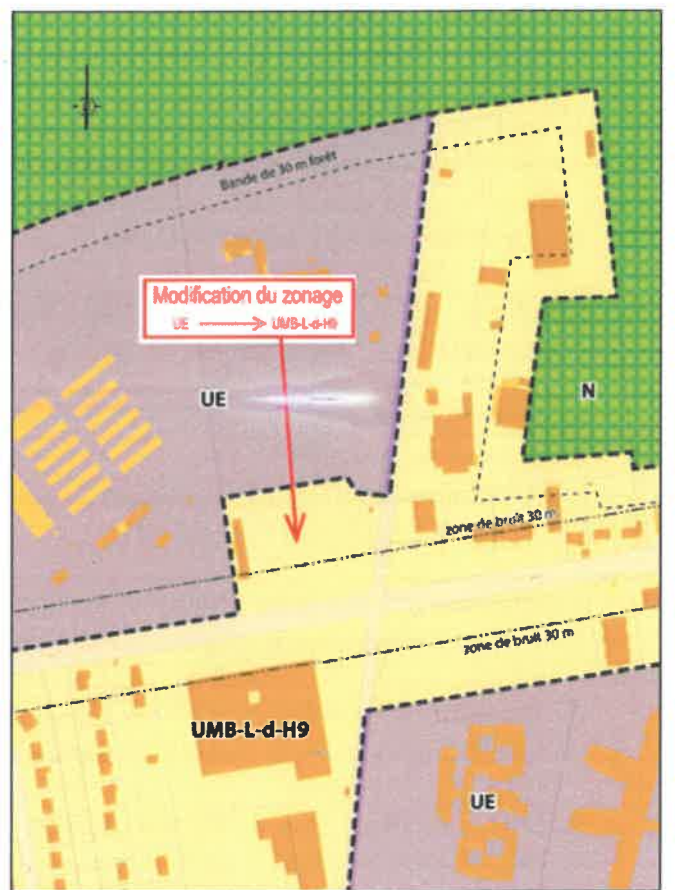 Bande de 30 m forêt
Modification du zonage
UE → UMB-L-d-H9
UE
N
zone de bruit 30 m
zone de bruit 30 m
UMB-L-d-H9
UE